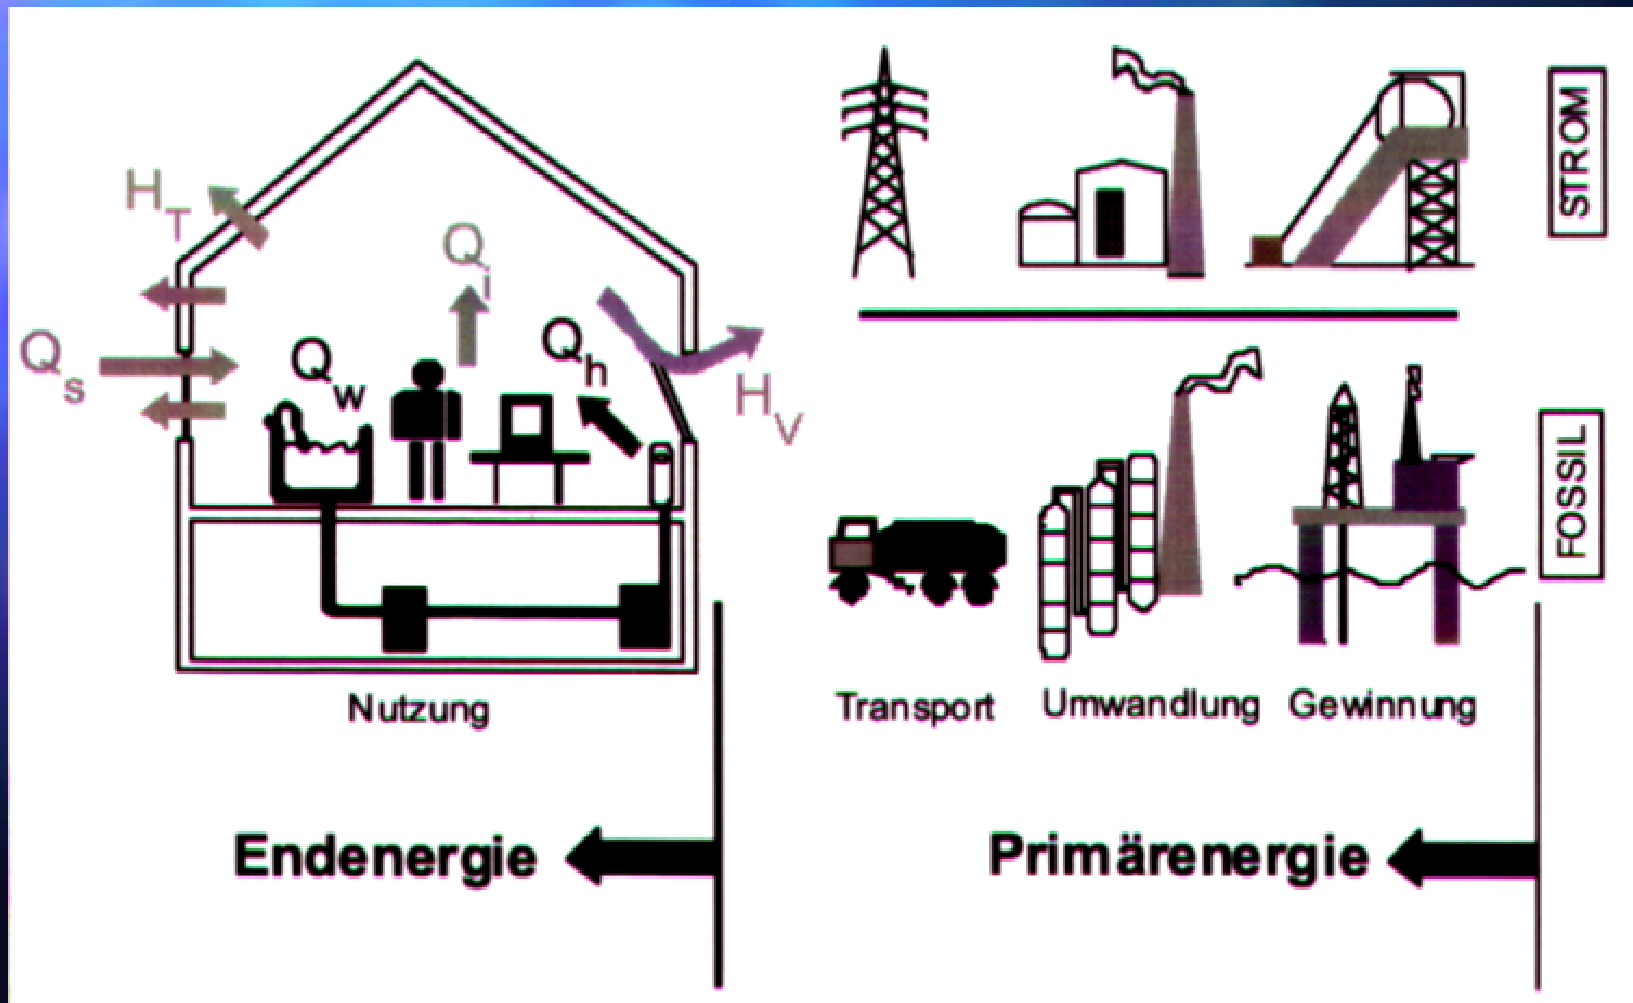 H_T
Q_i
Q_s
Q_w
Q_h
H_V
STROM
FOSSIL
Nutzung
Transport
Umwandlung
Gewinnung
Endenergie
Primärenergie